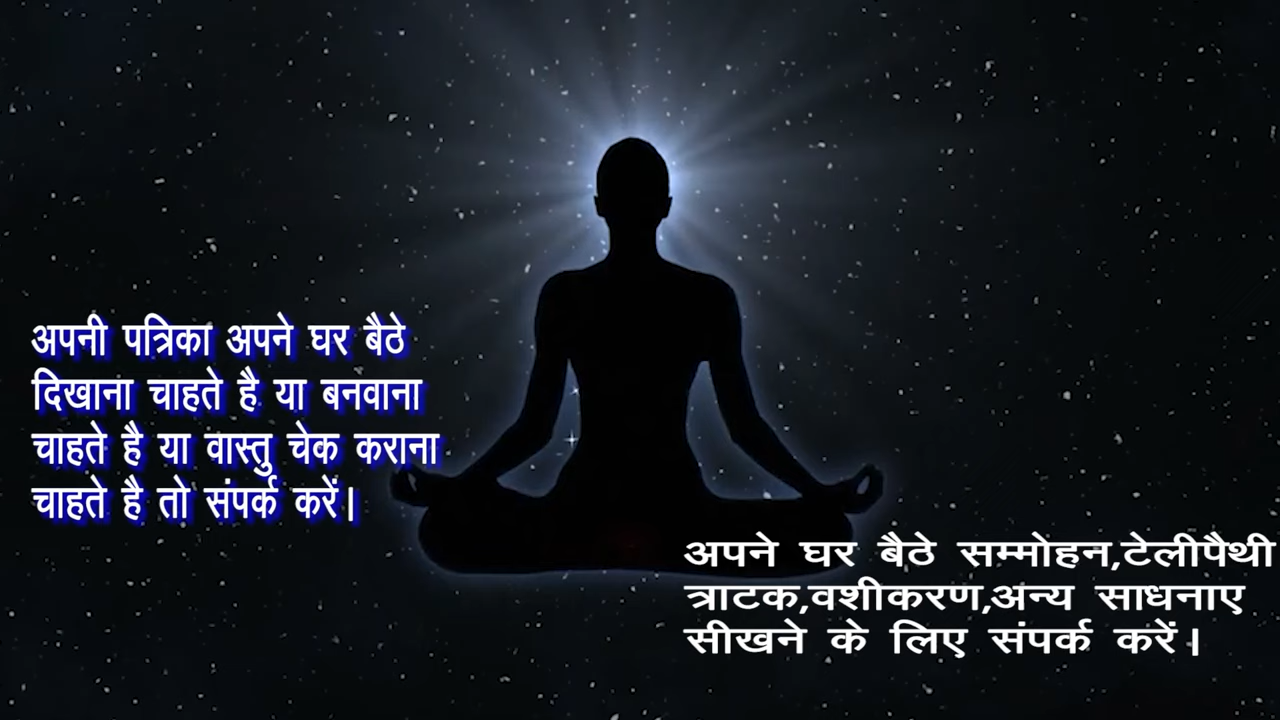 अपनी पत्रिका अपने घर बैठे
दिखाना चाहते है या बनवाना
चाहते है या वास्तु चेक कराना
चाहते है तो संपर्क करें।
अपने घर बैठे सम्मोहन,टेलीपैथी
त्राटक,वशीकरण,अन्य साधनाए
सीखने के लिए संपर्क करें।